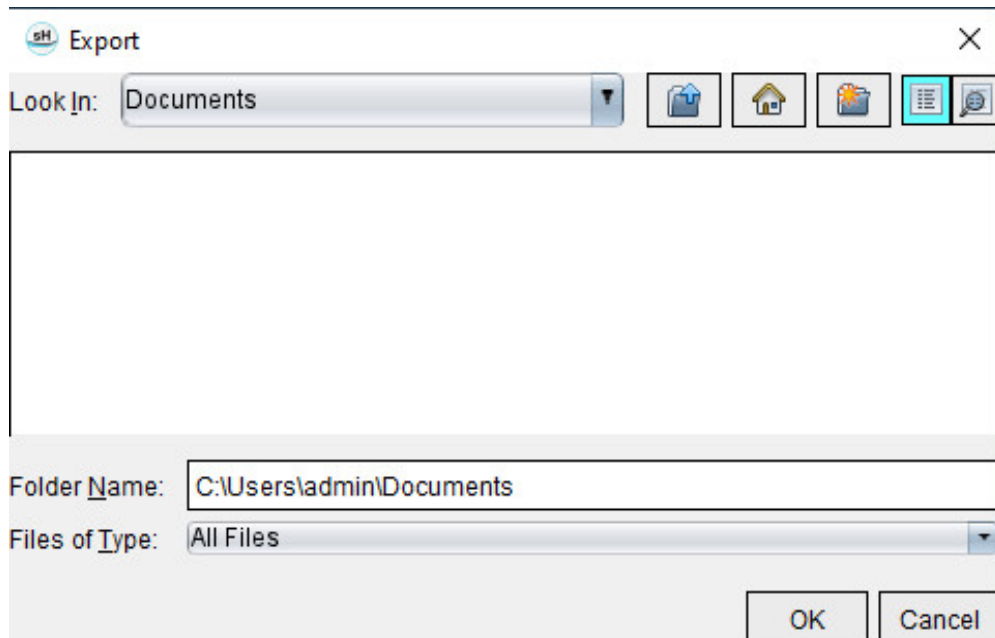 sH Export
Look In: Documents
Folder Name: C:\Users\admin\Documents
Files of Type: All Files
OK Cancel